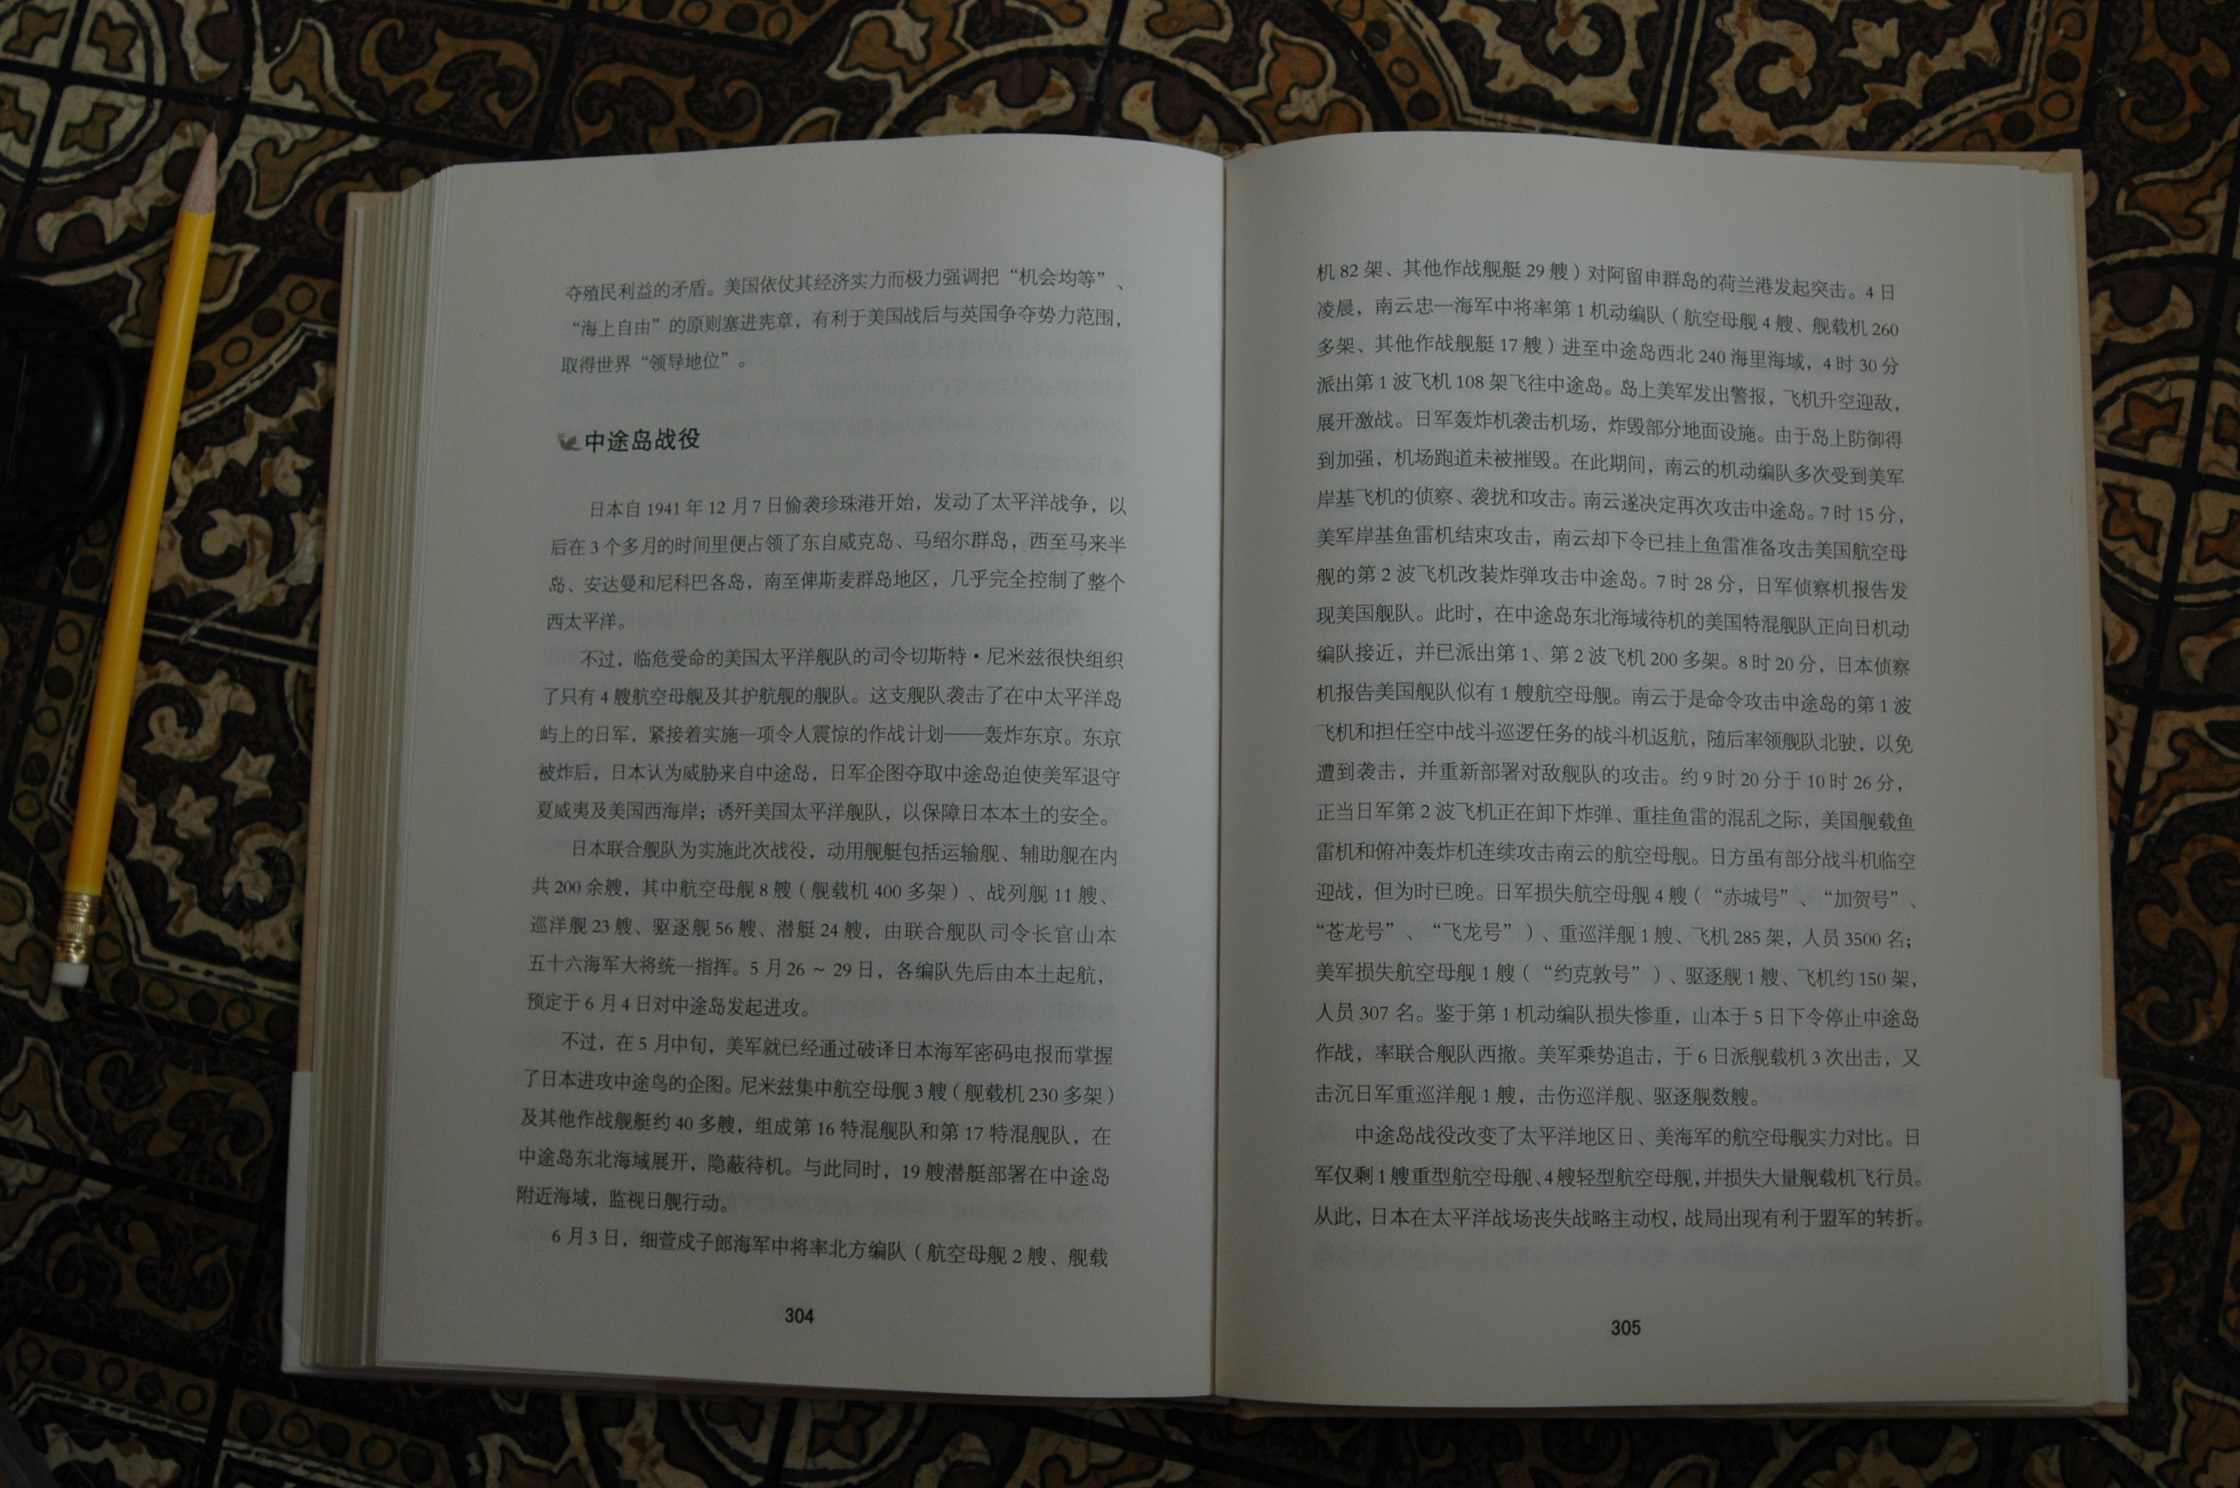 夺殖民利益的矛盾。美国依仗其经济实力而极力强调把“机会均等”、
“海上自由”的原则塞进宪章，有利于美国战后与英国争夺势力范围，
取得世界“领导地位”。
中途岛战役
日本自1941年12月7日偷袭珍珠港开始，发动了太平洋战争，以
后在3个多月的时间里便占领了东自威克岛、马绍尔群岛，西至马来半
岛、安达曼和尼科巴各岛，南至俾斯麦群岛地区，几乎完全控制了整个
西太平洋。
不过，临危受命的美国太平洋舰队的司令切斯特·尼米兹很快组织
了只有4艘航空母舰及其护航舰的舰队。这支舰队袭击了在中太平洋岛
屿上的日军，紧接着实施一项令人震惊的作战计划——轰炸东京。东京
被炸后，日本认为威胁来自中途岛，日军企图夺取中途岛迫使美军退守
夏威夷及美国西海岸；诱歼美国太平洋舰队，以保障日本本土的安全。
日本联合舰队为实施此次战役，动用舰艇包括运输舰、辅助舰在内
共200余艘，其中航空母舰8艘（舰载机400多架）、战列舰11艘、
巡洋舰23艘、驱逐舰56艘、潜艇24艘，由联合舰队司令长官山本
五十六海军大将统一指挥。5月26～29日，各编队先后由本土起航，
预定于6月4日对中途岛发起进攻。
不过，在5月中旬，美军就已经通过破译日本海军密码电报而掌握
了日本进攻中途鸟的企图。尼米兹集中航空母舰3艘（舰载机230多架）
及其他作战舰艇约40多艘，组成第16特混舰队和第17特混舰队，在
中途岛东北海域展开，隐蔽待机。与此同时，19艘潜艇部署在中途岛
附近海域，监视日舰行动。
6月3日，细萱戍子郎海军中将率北方编队（航空母舰2艘、舰载
304
机82架、其他作战舰艇29艘）对阿留申群岛的荷兰港发起突击。4日
凌晨，南云忠一海军中将率第1机动编队（航空母舰4艘、舰载机260
多架、其他作战舰艇17艘）进至中途岛西北240海里海域，4时30分
派出第1波飞机108架飞往中途岛。岛上美军发出警报，飞机升空迎敌，
展开激战。日军轰炸机袭击机场，炸毁部分地面设施。由于岛上防御得
到加强，机场跑道未被摧毁。在此期间，南云的机动编队多次受到美军
岸基飞机的侦察、袭扰和攻击。南云遂决定再次攻击中途岛。7时15分，
美军岸基鱼雷机结束攻击，南云却下令已挂上鱼雷准备攻击美国航空母
舰的第2波飞机改装炸弹攻击中途岛。7时28分，日军侦察机报告发
现美国舰队。此时，在中途岛东北海域待机的美国特混舰队正向日机动
编队接近，并已派出第1、第2波飞机200多架。8时20分，日本侦察
机报告美国舰队似有1艘航空母舰。南云于是命令攻击中途岛的第1波
飞机和担任空中战斗巡逻任务的战斗机返航，随后率领舰队北驶，以免
遭到袭击，并重新部署对敌舰队的攻击。约9时20分于10时26分，
正当日军第2波飞机正在卸下炸弹、重挂鱼雷的混乱之际，美国舰载鱼
雷机和俯冲轰炸机连续攻击南云的航空母舰。日方虽有部分战斗机临空
迎战，但为时已晚。日军损失航空母舰4艘（“赤城号”、“加贺号”、
“苍龙号”、“飞龙号”）、重巡洋舰1艘、飞机285架，人员3500名；
美军损失航空母舰1艘（“约克敦号”）、驱逐舰1艘、飞机约150架，
人员307名。鉴于第1机动编队损失惨重，山本于5日下令停止中途岛
作战，率联合舰队西撤。美军乘势追击，于6日派舰载机3次出击，又
击沉日军重巡洋舰1艘，击伤巡洋舰、驱逐舰数艘。
中途岛战役改变了太平洋地区日、美海军的航空母舰实力对比。日
军仅剩1艘重型航空母舰、4艘轻型航空母舰，并损失大量舰载机飞行员。
从此，日本在太平洋战场丧失战略主动权，战局出现有利于盟军的转折。
305